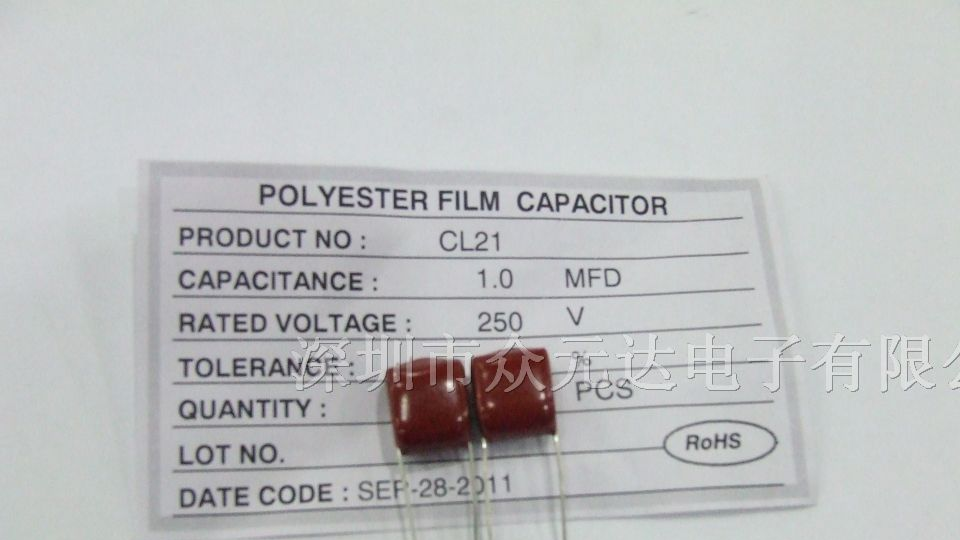 POLYESTER FILM CAPACITOR
PRODUCT NO : CL21
CAPACITANCE : 1.0 MFD
RATED VOLTAGE : 250 V
TOLERANCE : %
深圳市众元达电子有限公
QUANTITY : PCS
LOT NO. RoHS
DATE CODE : SEP-28-2011